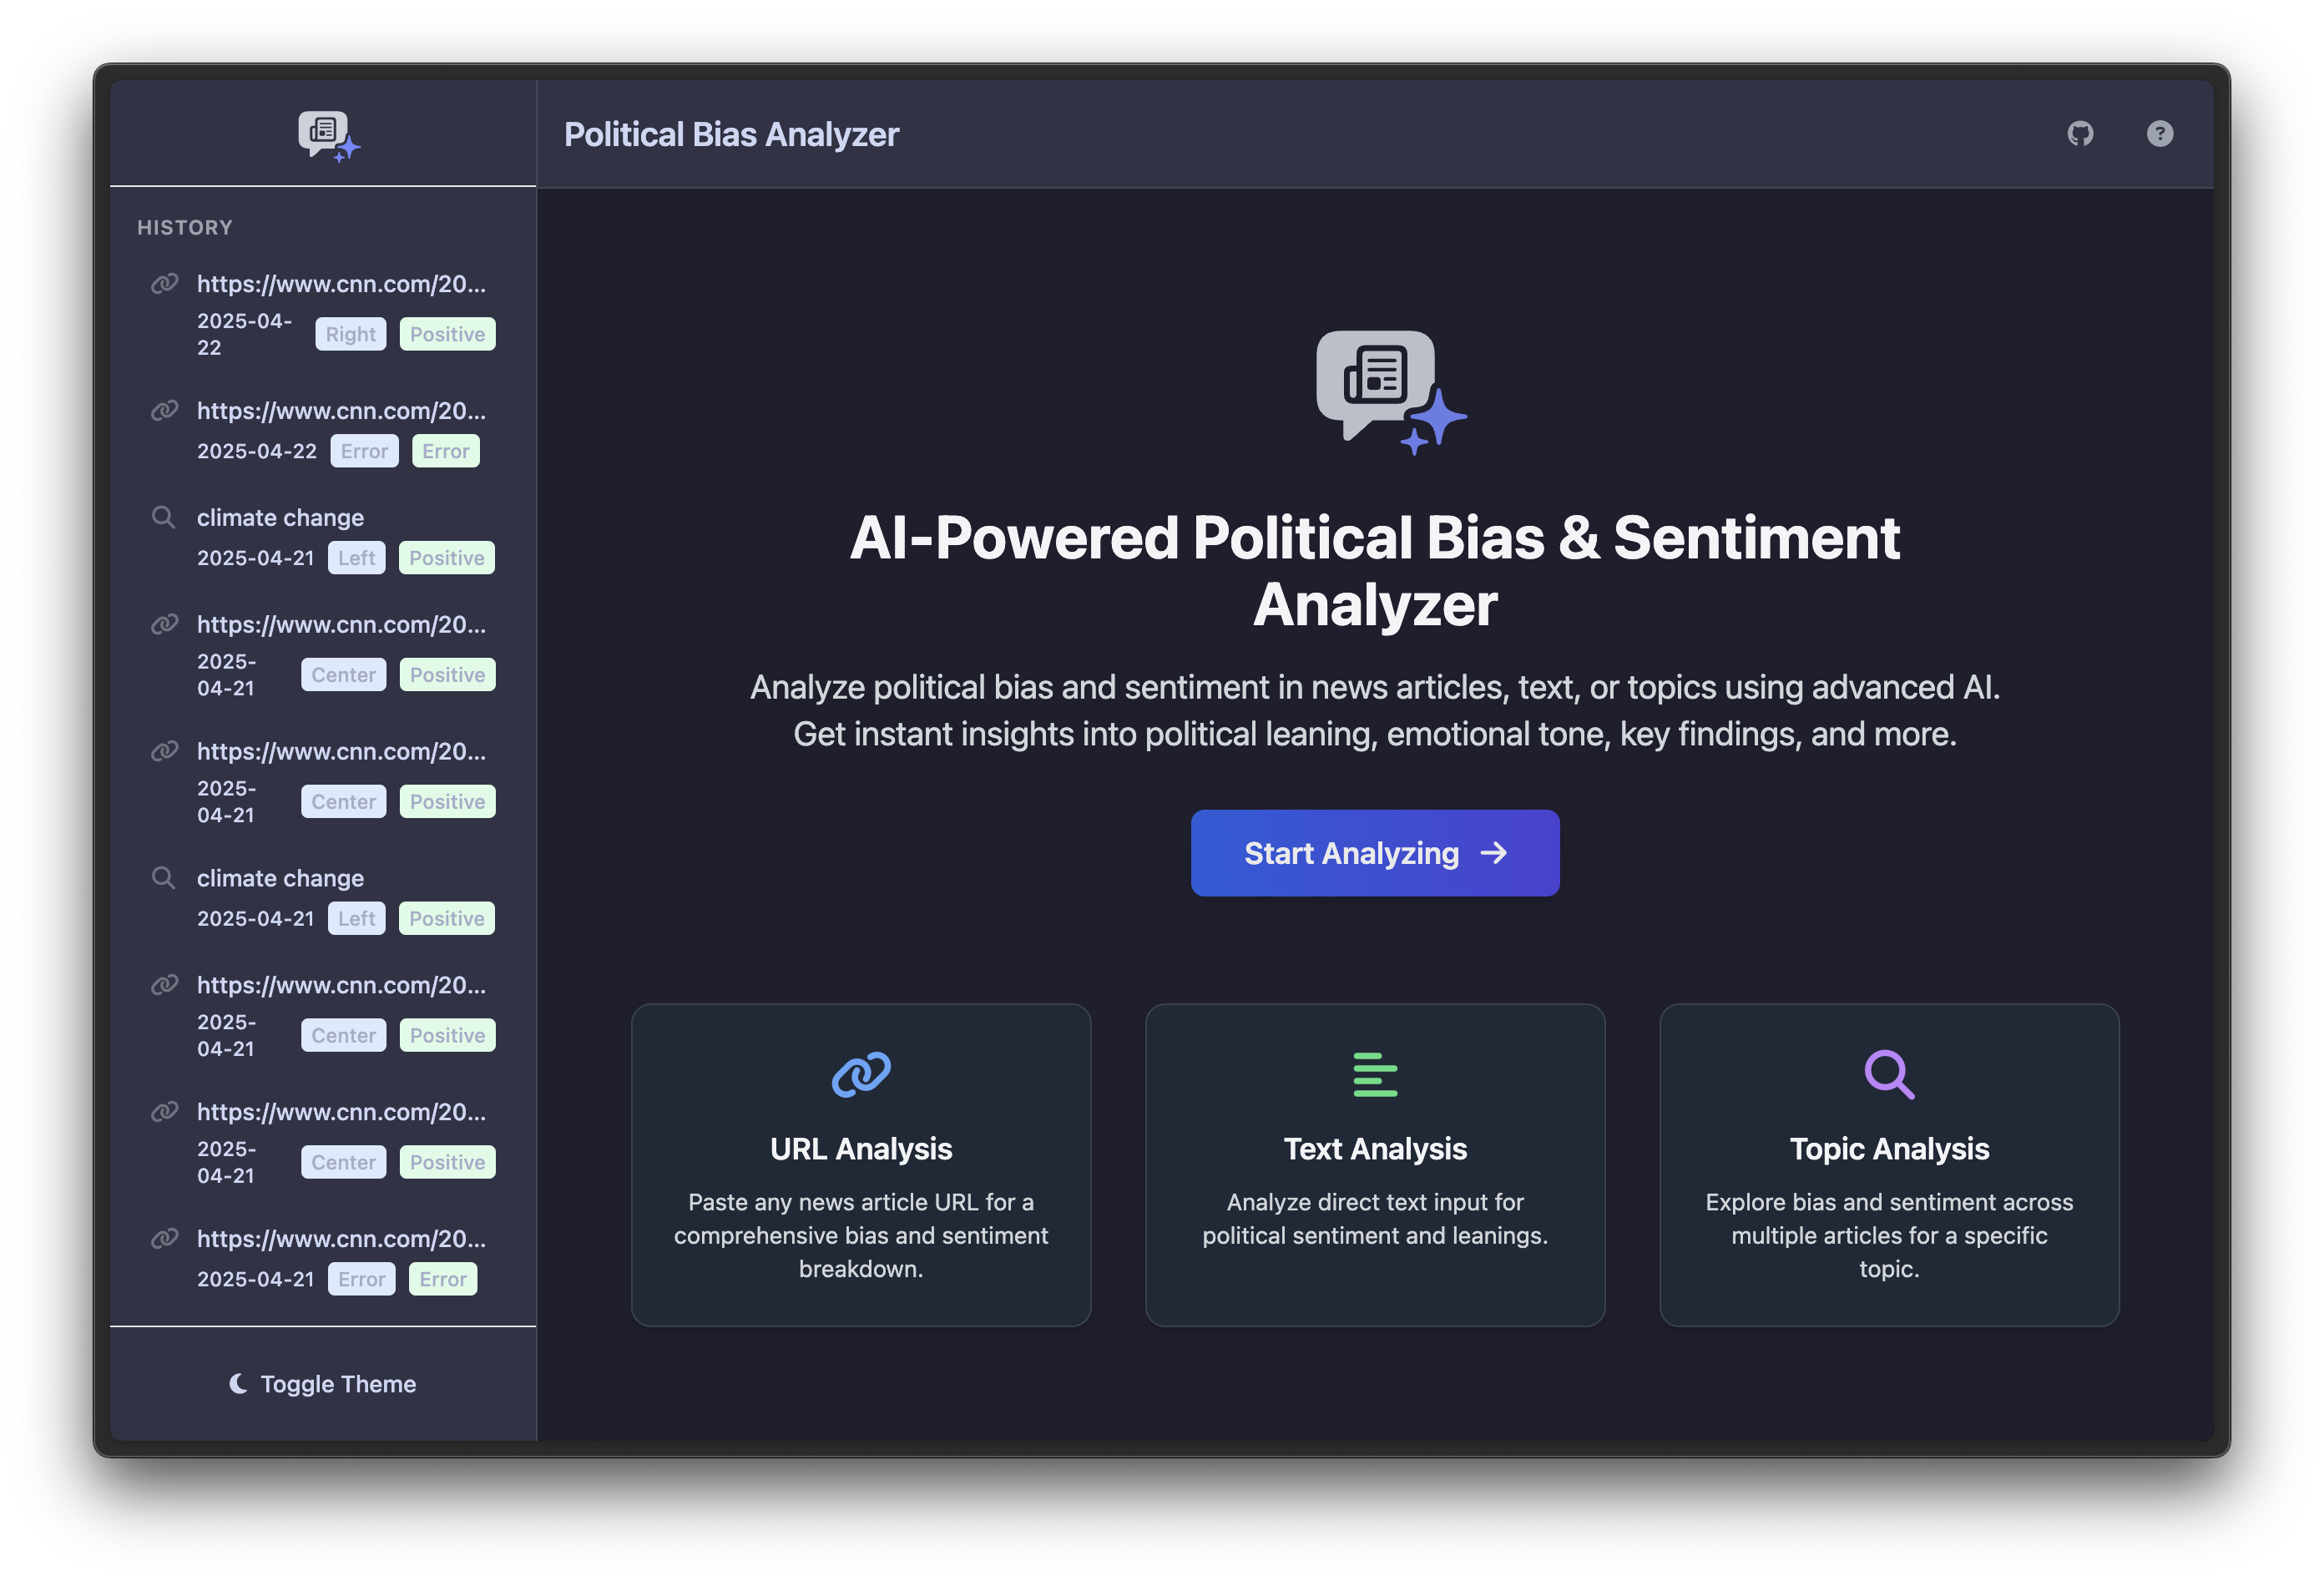 Political Bias Analyzer
?
HISTORY
https://www.cnn.com/20...
2025-04-
22
Right Positive
https://www.cnn.com/20...
2025-04-22 Error Error
climate change
2025-04-21 Left Positive
https://www.cnn.com/20...
2025-
04-21
Center Positive
https://www.cnn.com/20...
2025-
04-21
Center Positive
climate change
2025-04-21 Left Positive
https://www.cnn.com/20...
2025-
04-21
Center Positive
https://www.cnn.com/20...
2025-
04-21
Center Positive
https://www.cnn.com/20...
2025-04-21 Error Error
Toggle Theme
AI-Powered Political Bias & Sentiment
Analyzer
Analyze political bias and sentiment in news articles, text, or topics using advanced AI.
Get instant insights into political leaning, emotional tone, key findings, and more.
Start Analyzing →
URL Analysis
Paste any news article URL for a
comprehensive bias and sentiment
breakdown.
Text Analysis
Analyze direct text input for
political sentiment and leanings.
Topic Analysis
Explore bias and sentiment across
multiple articles for a specific
topic.